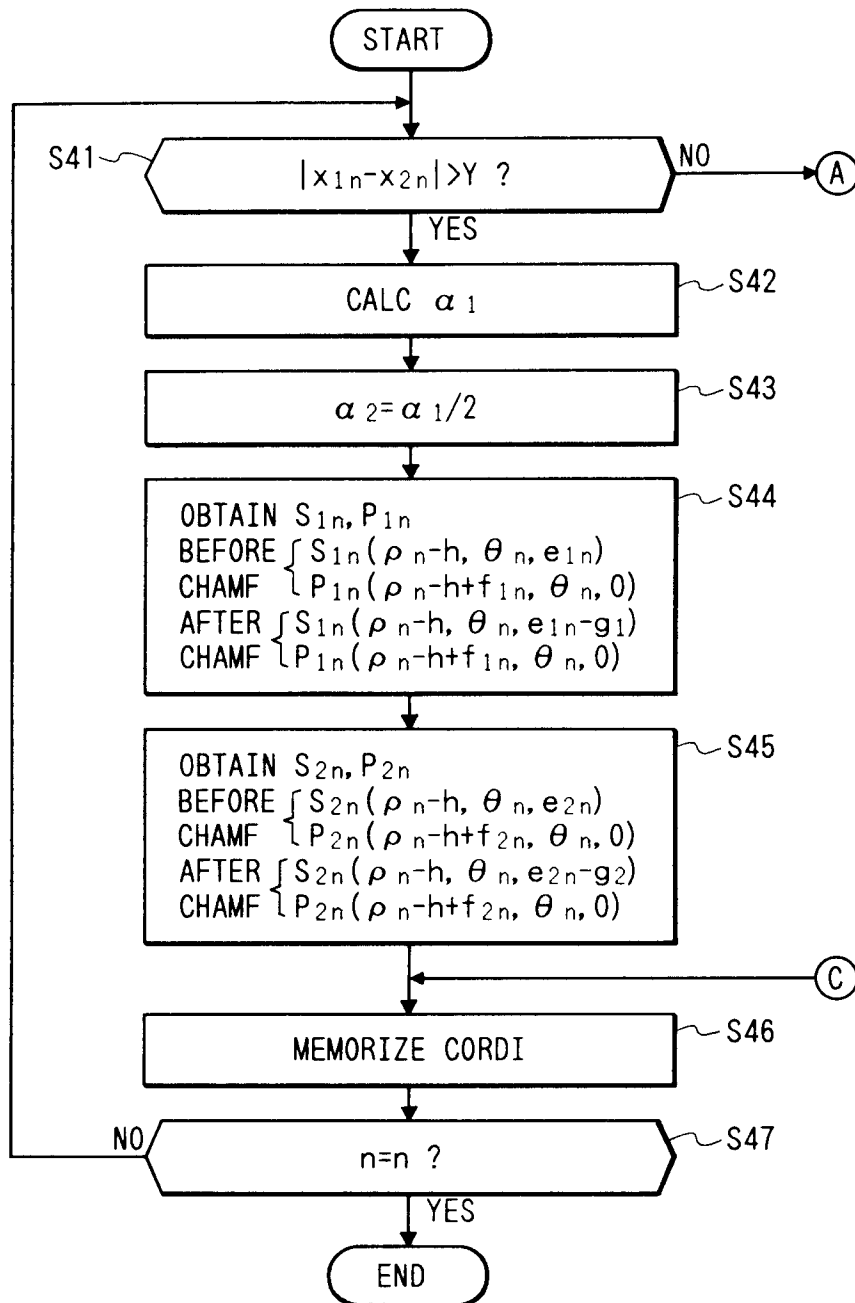 START
S41
|x₁ₙ-x₂ₙ|>Y ?
NO
A
YES
CALC α₁
S42
α₂=α₁/2
S43
S44
OBTAIN S₁ₙ,P₁ₙ
BEFORE { S₁ₙ(ρₙ-h, θₙ,e₁ₙ)
CHAMF { P₁ₙ(ρₙ-h+f₁ₙ, θₙ,0)
AFTER { S₁ₙ(ρₙ-h, θₙ,e₁ₙ-g₁)
CHAMF { P₁ₙ(ρₙ-h+f₁ₙ, θₙ,0)
S45
OBTAIN S₂ₙ,P₂ₙ
BEFORE { S₂ₙ(ρₙ-h, θₙ,e₂ₙ)
CHAMF { P₂ₙ(ρₙ-h+f₂ₙ, θₙ,0)
AFTER { S₂ₙ(ρₙ-h, θₙ,e₂ₙ-g₂)
CHAMF { P₂ₙ(ρₙ-h+f₂ₙ, θₙ,0)
C
MEMORIZE CORDI
S46
NO
n=n ?
S47
YES
END